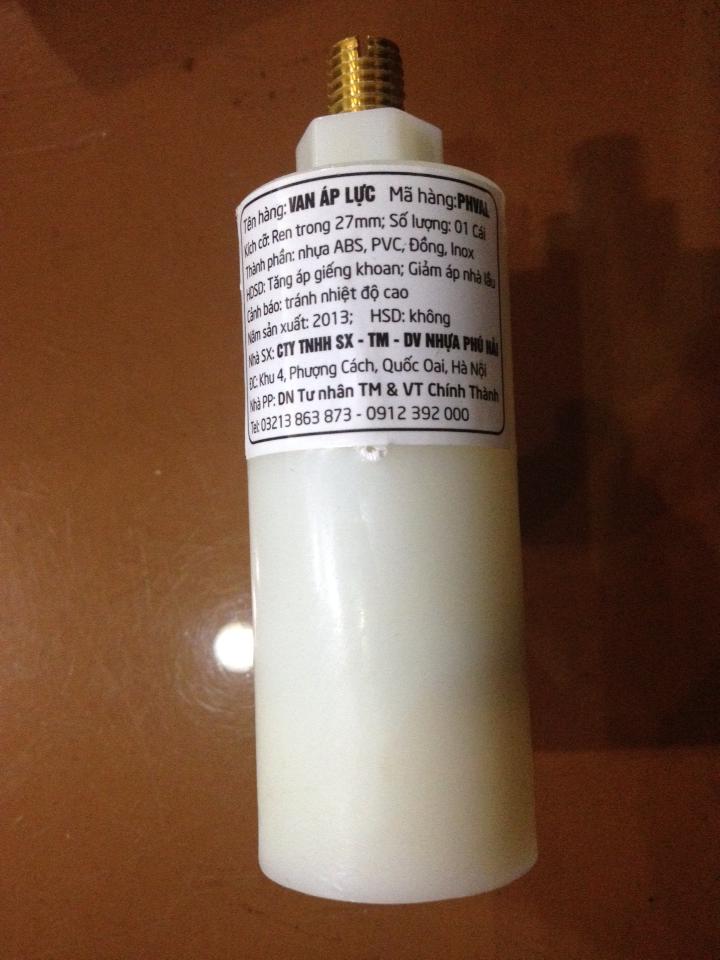 Tên hàng: VAN ÁP LỰC Mã hàng: PHVAL
Kích cỡ: Ren trong 27mm; Số lượng: 01 Cái
Thành phần: nhựa ABS, PVC, Đồng, Inox
HDSD: Tăng áp giếng khoan; Giảm áp nhà lầu
Cảnh báo: tránh nhiệt độ cao
Năm sản xuất: 2013; HSD: không
Nhà SX: CTY TNHH SX - TM - DV NHỰA PHÚ HẢI
ĐC: Khu 4, Phượng Cách, Quốc Oai, Hà Nội
Nhà PP: DN Tư nhân TM & VT Chính Thành
Tel: 03213 863 873 - 0912 392 000